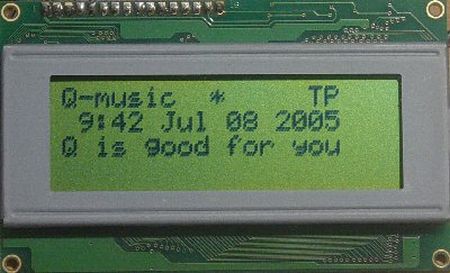 Q-music * TP
9:42 Jul 08 2005
Q is good for you